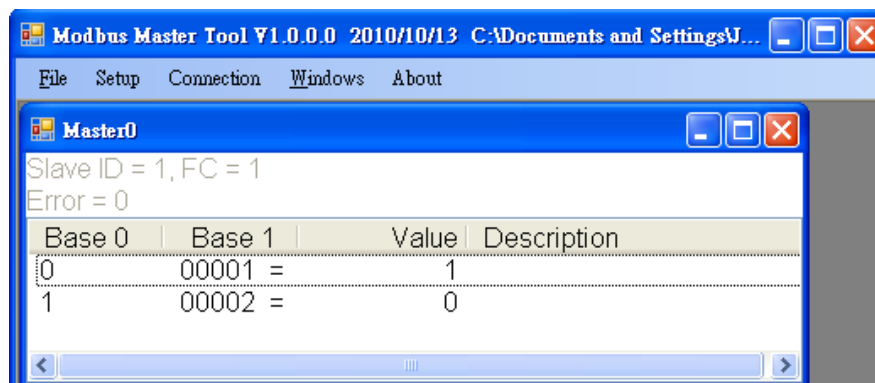 Modbus Master Tool V1.0.0.0 2010/10/13 C:\Documents and Settings\J...
File Setup Connection Windows About
Master0
Slave ID = 1, FC = 1
Error = 0
Base 0 Base 1 Value Description
0 00001 = 1
1 00002 = 0